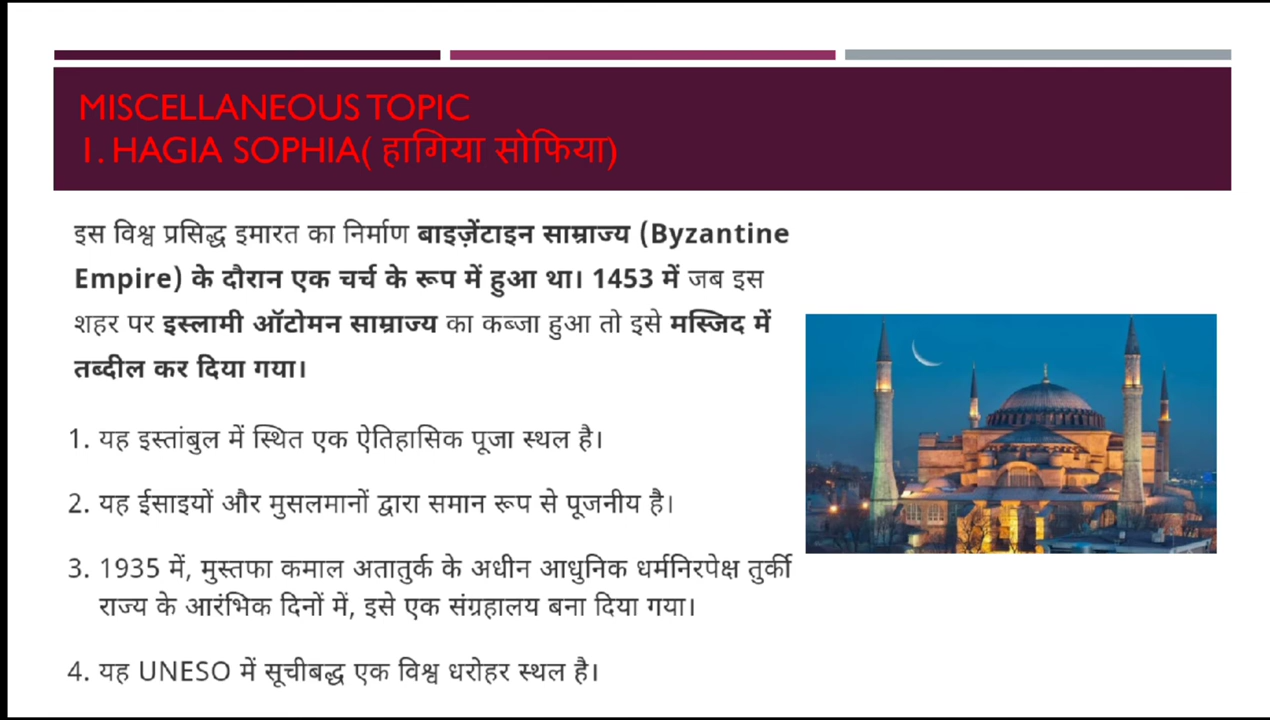 MISCELLANEOUS TOPIC
1. HAGIA SOPHIA( हागिया सोफिया)
इस विश्व प्रसिद्ध इमारत का निर्माण बाइज़ेंटाइन साम्राज्य (Byzantine
Empire) के दौरान एक चर्च के रूप में हुआ था। 1453 में जब इस
शहर पर इस्लामी ऑटोमन साम्राज्य का कब्जा हुआ तो इसे मस्जिद में
तब्दील कर दिया गया।
1. यह इस्तांबुल में स्थित एक ऐतिहासिक पूजा स्थल है।
2. यह ईसाइयों और मुसलमानों द्वारा समान रूप से पूजनीय है।
3. 1935 में, मुस्तफा कमाल अतातुर्क के अधीन आधुनिक धर्मनिरपेक्ष तुर्की
राज्य के आरंभिक दिनों में, इसे एक संग्रहालय बना दिया गया।
4. यह UNESO में सूचीबद्ध एक विश्व धरोहर स्थल है।